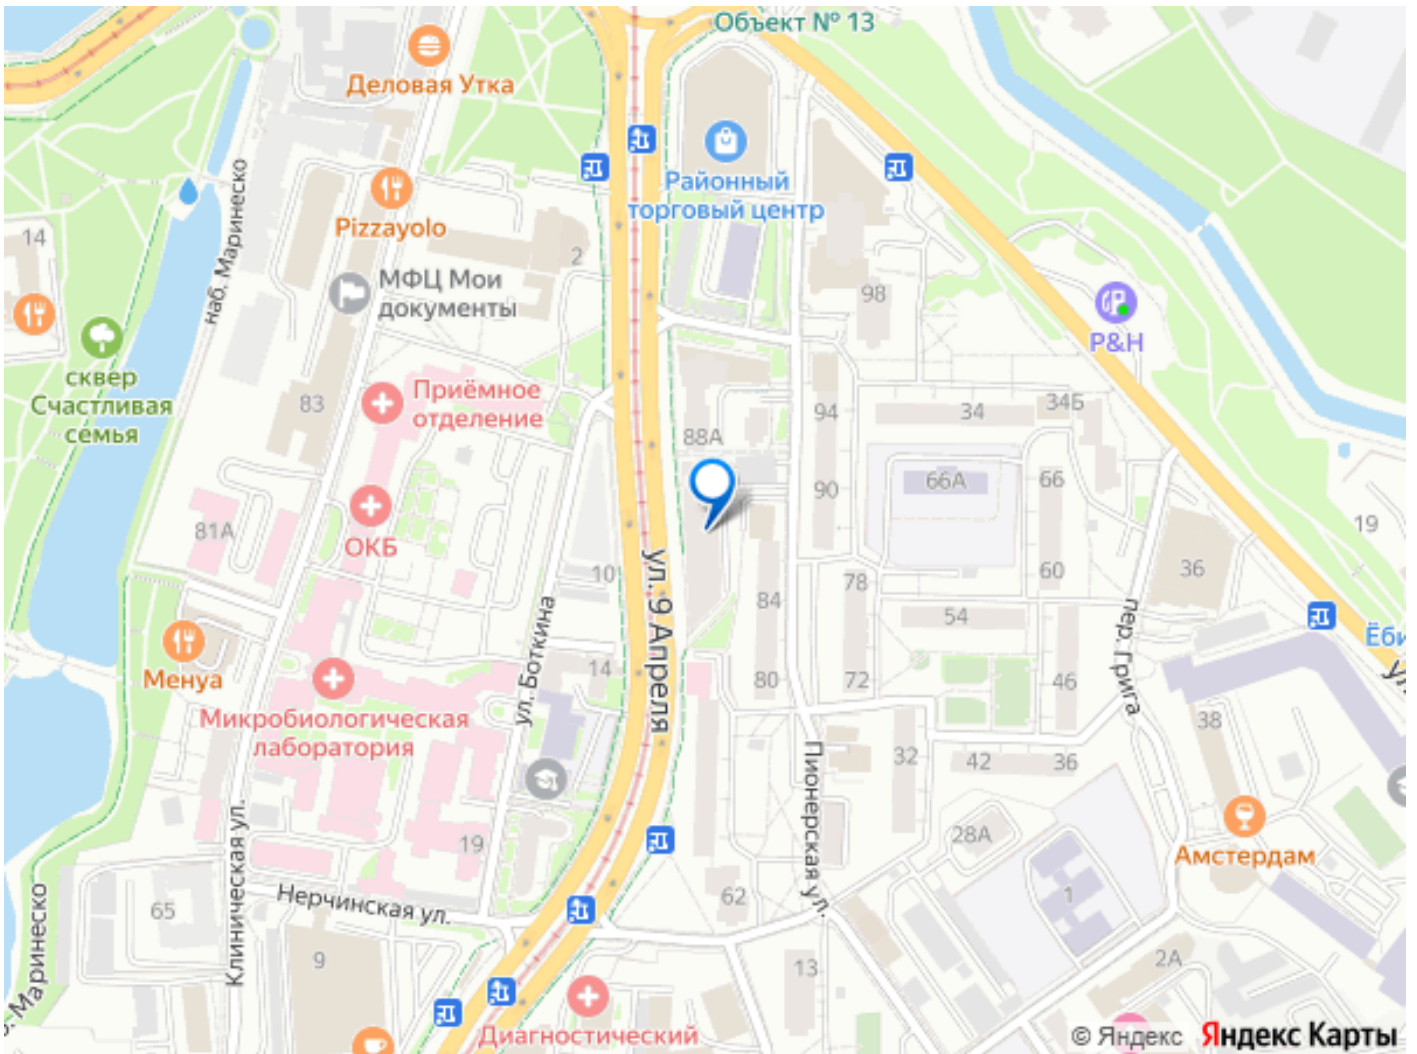 Объект № 13
Деловая Утка
Районный
торговый центр
наб. Маринеско
Pizzayolo
14
2
МФЦ Мои
документы
98
P&H
сквер
Счастливая
семья
83
Приёмное
отделение
88А
94
34
34Б
90
66А
66
81А
ОКБ
19
10
ул. 9 Апреля
84
78
60
36
54
пер. Грига
ул. Боткина
Менуа
14
80
72
46
Микробиологическая
лаборатория
38
Пионерская ул.
32
42
36
28А
19
Амстердам
Клиническая ул.
Нерчинская ул.
65
62
1
Маринеско
9
13
2А
Диагностический
© Яндекс Яндекс Карты